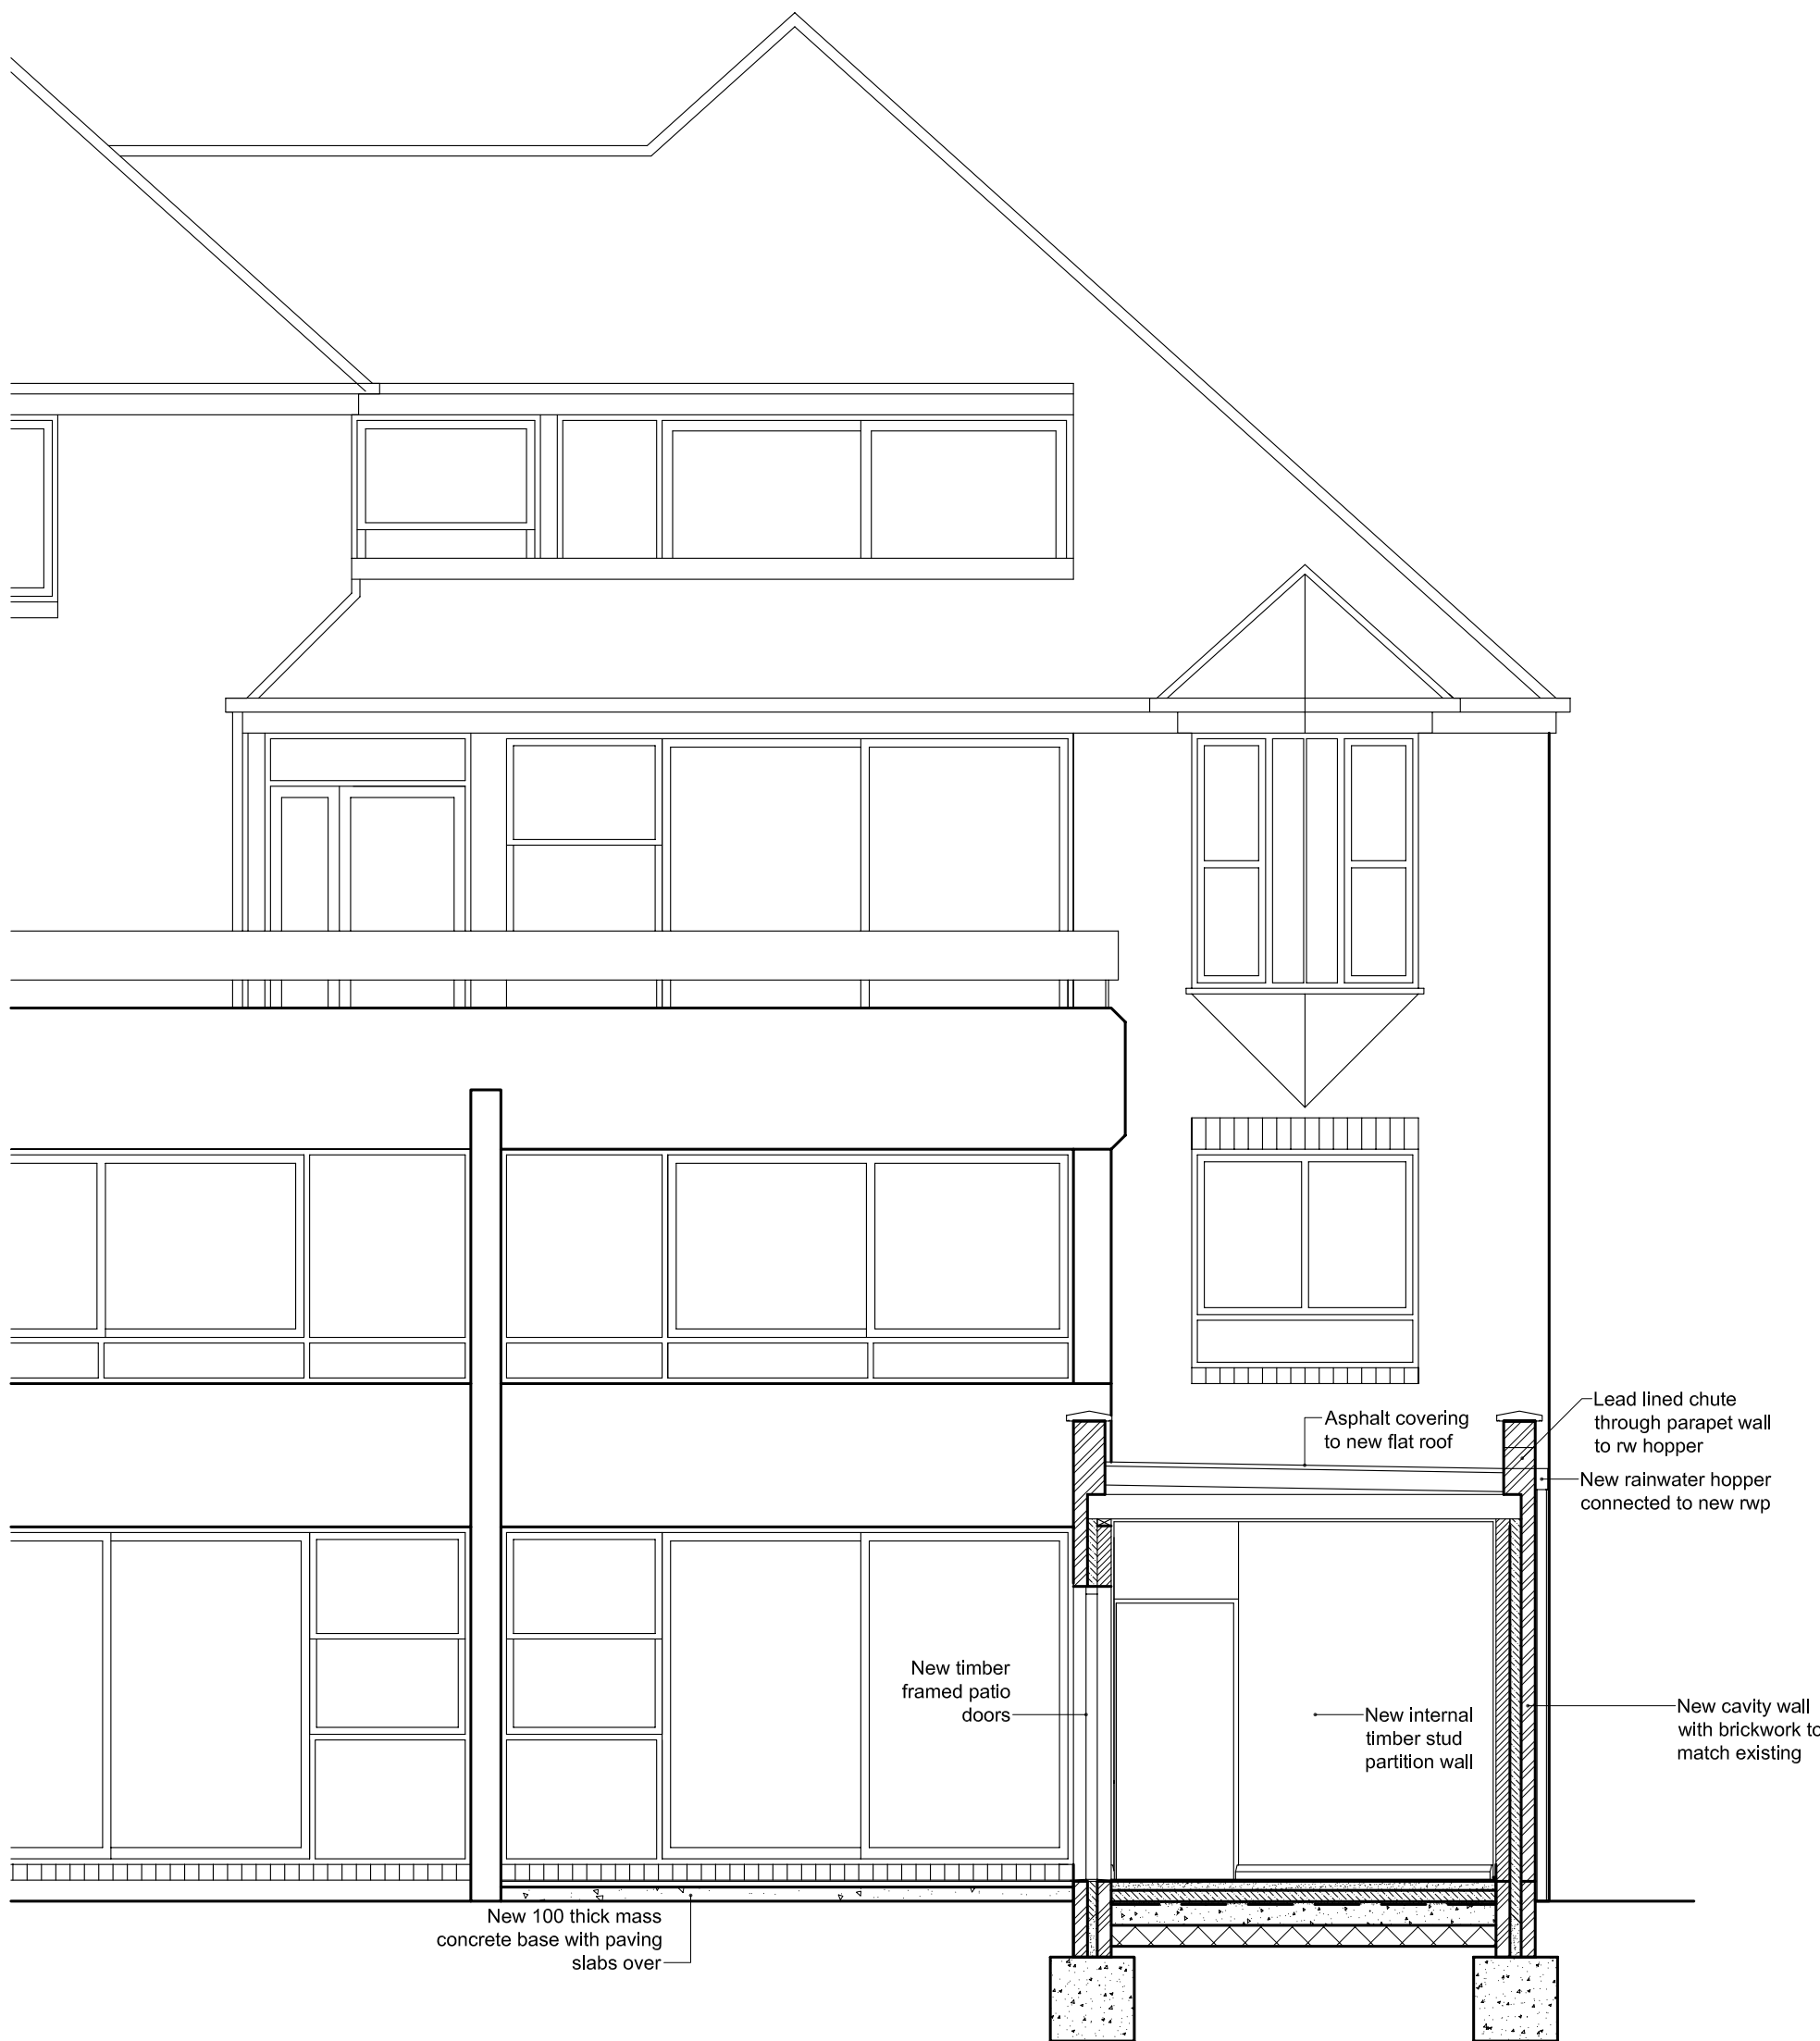 Lead lined chute
through parapet wall
to rw hopper
Asphalt covering
to new flat roof
New rainwater hopper
connected to new rwp
New timber
framed patio
doors
New internal
timber stud
partition wall
New cavity wall
with brickwork to
match existing
New 100 thick mass
concrete base with paving
slabs over